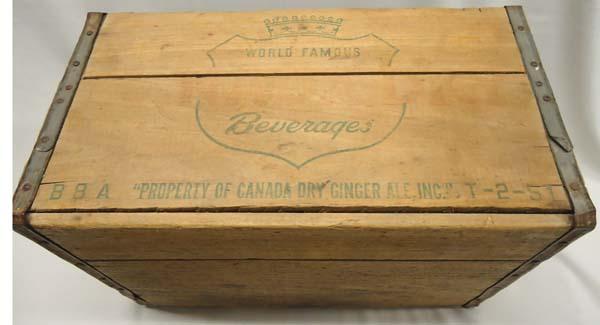 WORLD FAMOUS
Beverages
B B A "PROPERTY OF CANADA DRY GINGER ALE, INC." T-2-51